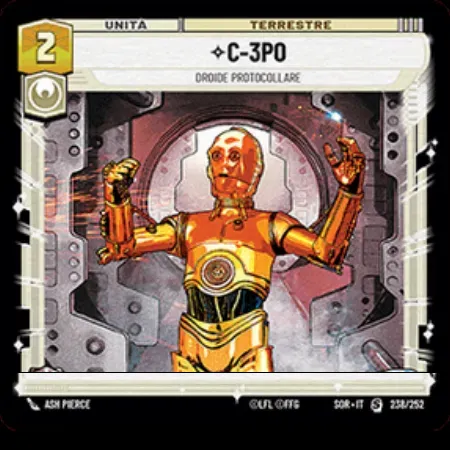 UNITÀ TERRESTRE
2
✧C-3PO
DROIDE PROTOCOLLARE
ASH PIERCE ©LFL ©FFG SOR • IT S 238/252